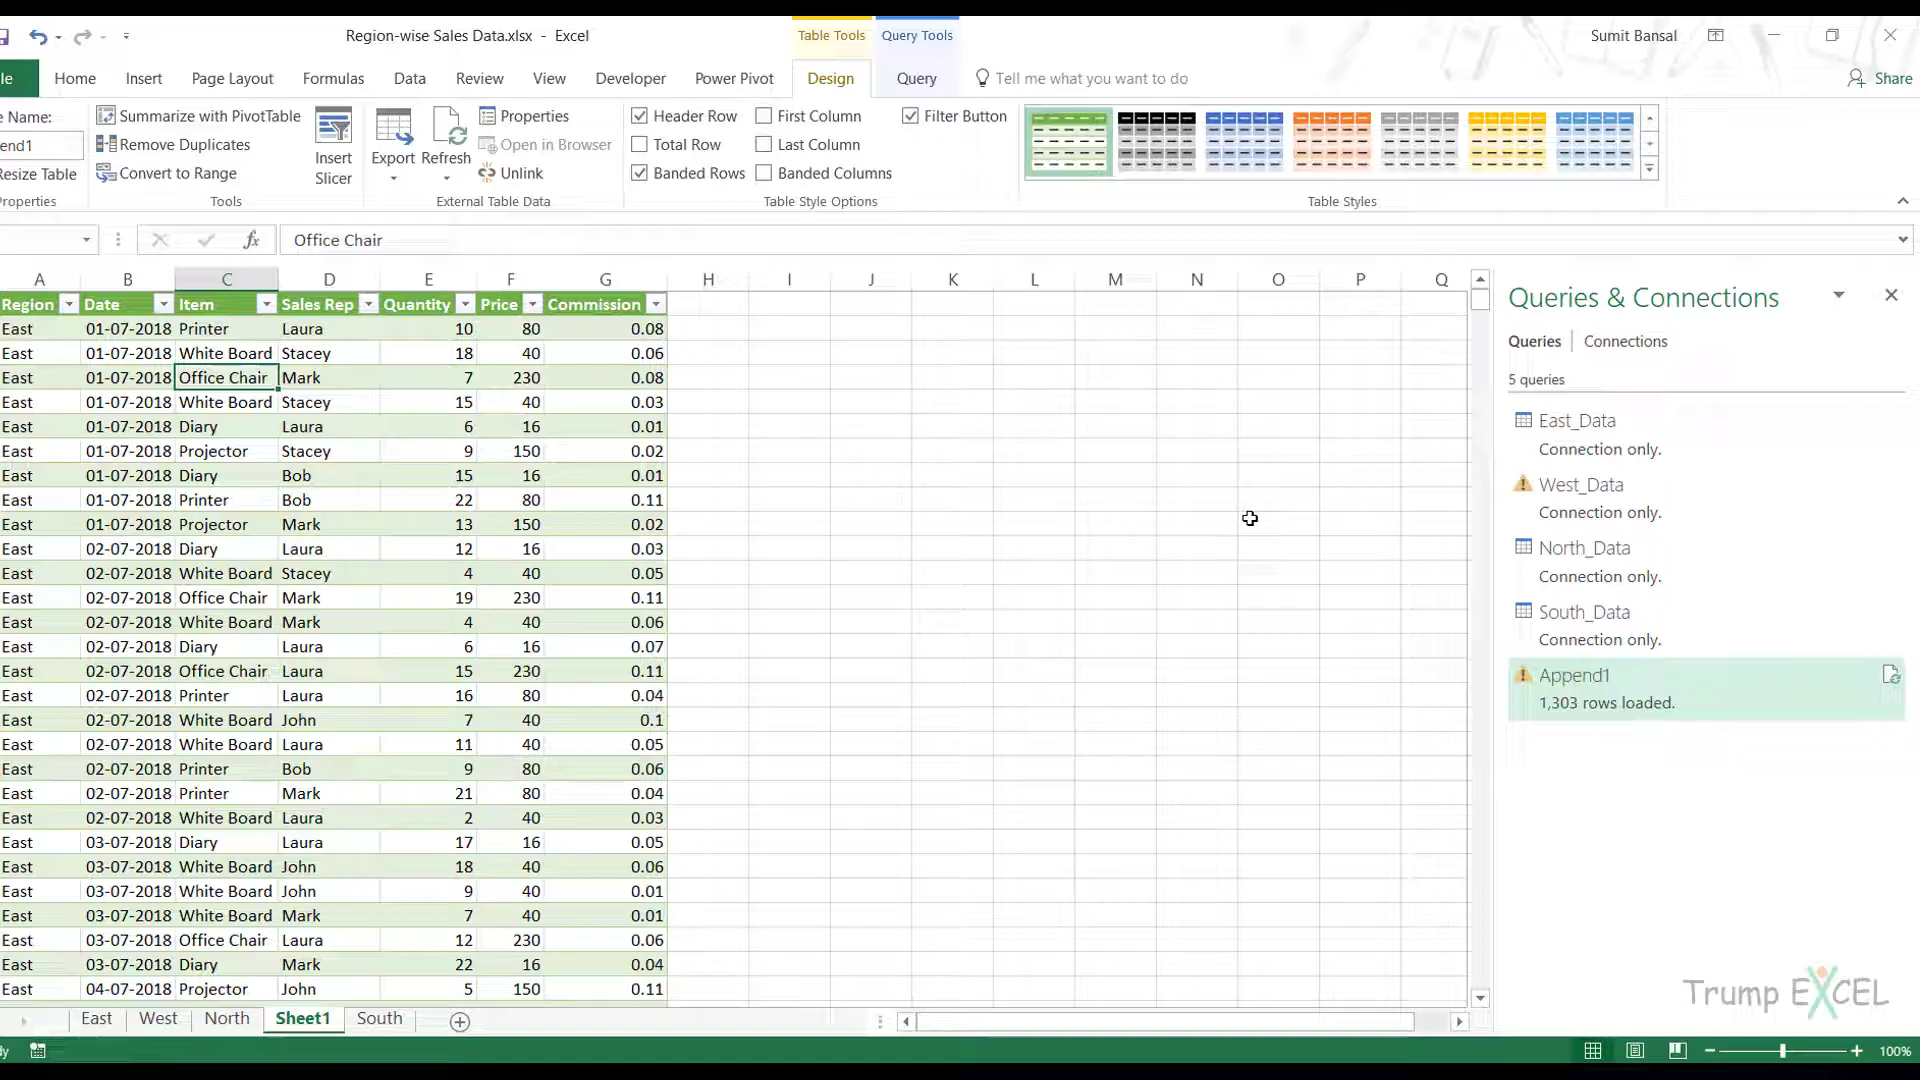 Region-wise Sales Data.xlsx - Excel
Table Tools
Query Tools
Sumit Bansal
le
Home
Insert
Page Layout
Formulas
Data
Review
View
Developer
Power Pivot
Design
Query
Tell me what you want to do
Share
e Name:
end1
esize Table
roperties
Summarize with PivotTable
Remove Duplicates
Convert to Range
Tools
Insert
Slicer
Export
Refresh
Properties
Open in Browser
Unlink
External Table Data
Header Row
Total Row
Banded Rows
First Column
Last Column
Banded Columns
Filter Button
Table Style Options
Table Styles
fx
Office Chair
A B C D E F G H I J K L M N O P Q
Region Date Item Sales Rep Quantity Price Commission
East 01-07-2018 Printer Laura 10 80 0.08
East 01-07-2018 White Board Stacey 18 40 0.06
East 01-07-2018 Office Chair Mark 7 230 0.08
East 01-07-2018 White Board Stacey 15 40 0.03
East 01-07-2018 Diary Laura 6 16 0.01
East 01-07-2018 Projector Stacey 9 150 0.02
East 01-07-2018 Diary Bob 15 16 0.01
East 01-07-2018 Printer Bob 22 80 0.11
East 01-07-2018 Projector Mark 13 150 0.02
East 02-07-2018 Diary Laura 12 16 0.03
East 02-07-2018 White Board Stacey 4 40 0.05
East 02-07-2018 Office Chair Mark 19 230 0.11
East 02-07-2018 White Board Mark 4 40 0.06
East 02-07-2018 Diary Laura 6 16 0.07
East 02-07-2018 Office Chair Laura 15 230 0.11
East 02-07-2018 Printer Laura 16 80 0.04
East 02-07-2018 White Board John 7 40 0.1
East 02-07-2018 White Board Laura 11 40 0.05
East 02-07-2018 Printer Bob 9 80 0.06
East 02-07-2018 Printer Mark 21 80 0.04
East 02-07-2018 White Board Laura 2 40 0.03
East 03-07-2018 Diary Laura 17 16 0.05
East 03-07-2018 White Board John 18 40 0.06
East 03-07-2018 White Board John 9 40 0.01
East 03-07-2018 White Board Mark 7 40 0.01
East 03-07-2018 Office Chair Laura 12 230 0.06
East 03-07-2018 Diary Mark 22 16 0.04
East 04-07-2018 Projector John 5 150 0.11
Queries & Connections
Queries | Connections
5 queries
East_Data
Connection only.
West_Data
Connection only.
North_Data
Connection only.
South_Data
Connection only.
Append1
1,303 rows loaded.
Trump EXCEL
East
West
North
Sheet1
South
dy
100%